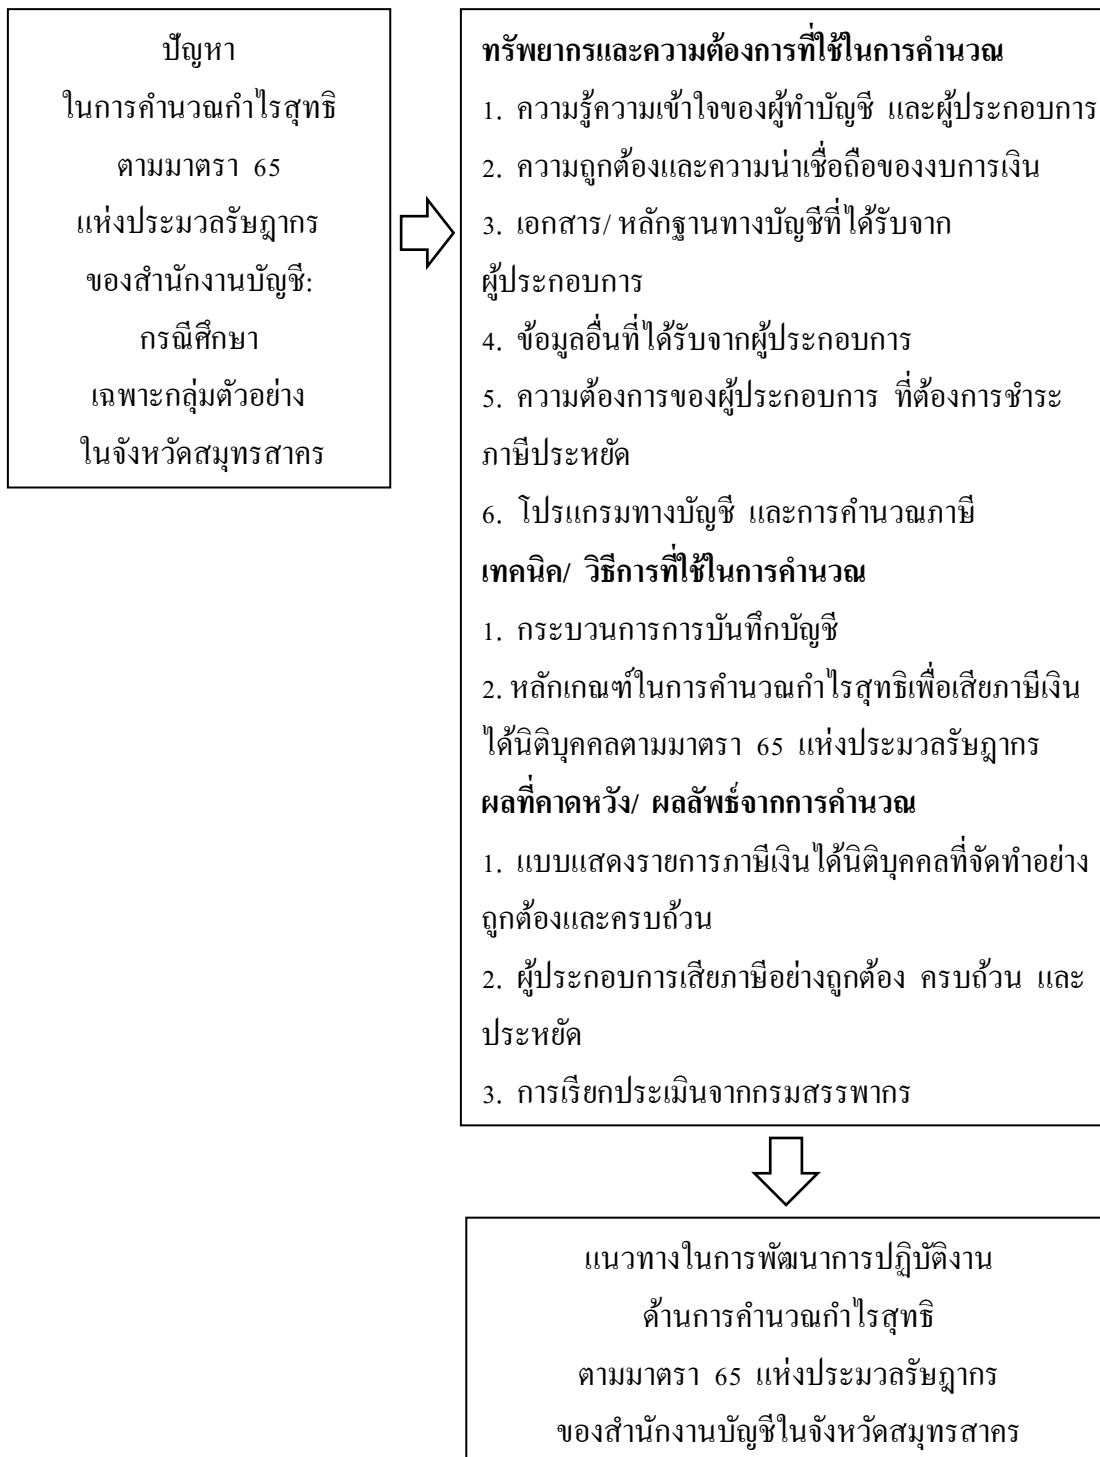 ปัญหา
ในการคำนวณกำไรสุทธิ
ตามมาตรา 65
แห่งประมวลรัษฎากร
ของสำนักงานบัญชี:
กรณีศึกษา
เฉพาะกลุ่มตัวอย่าง
ในจังหวัดสมุทรสาคร
ทรัพยากรและความต้องการที่ใช้ในการคำนวณ
1. ความรู้ความเข้าใจของผู้ทำบัญชี และผู้ประกอบการ
2. ความถูกต้องและความน่าเชื่อถือของงบการเงิน
3. เอกสาร/ หลักฐานทางบัญชีที่ได้รับจาก
ผู้ประกอบการ
4. ข้อมูลอื่นที่ได้รับจากผู้ประกอบการ
5. ความต้องการของผู้ประกอบการ ที่ต้องการชำระ
ภาษีประหยัด
6. โปรแกรมทางบัญชี และการคำนวณภาษี
เทคนิค/ วิธีการที่ใช้ในการคำนวณ
1. กระบวนการการบันทึกบัญชี
2. หลักเกณฑ์ในการคำนวณกำไรสุทธิเพื่อเสียภาษีเงิน
ได้นิติบุคคลตามมาตรา 65 แห่งประมวลรัษฎากร
ผลที่คาดหวัง/ ผลลัพธ์จากการคำนวณ
1. แบบแสดงรายการภาษีเงินได้นิติบุคคลที่จัดทำอย่าง
ถูกต้องและครบถ้วน
2. ผู้ประกอบการเสียภาษีอย่างถูกต้อง ครบถ้วน และ
ประหยัด
3. การเรียกประเมินจากกรมสรรพากร
แนวทางในการพัฒนาการปฏิบัติงาน
ด้านการคำนวณกำไรสุทธิ
ตามมาตรา 65 แห่งประมวลรัษฎากร
ของสำนักงานบัญชีในจังหวัดสมุทรสาคร